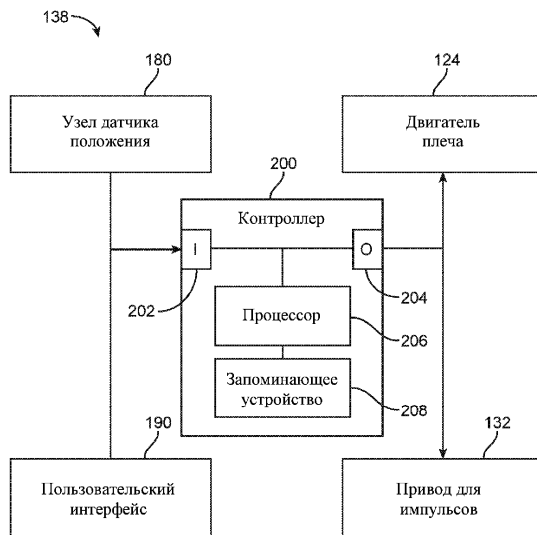 138
180
124
Узел датчика
положения
Двигатель
плеча
200
Контроллер
I
O
202
204
Процессор
206
Запоминающее
устройство
208
190
132
Пользовательский
интерфейс
Привод для
импульсов